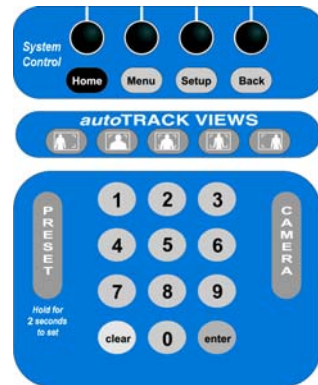 System
Control
Home Menu Setup Back
autoTRACK VIEWS
PRESET
1 2 3
4 5 6
7 8 9
clear 0 enter
CAMERA
Hold for
2 seconds
to set